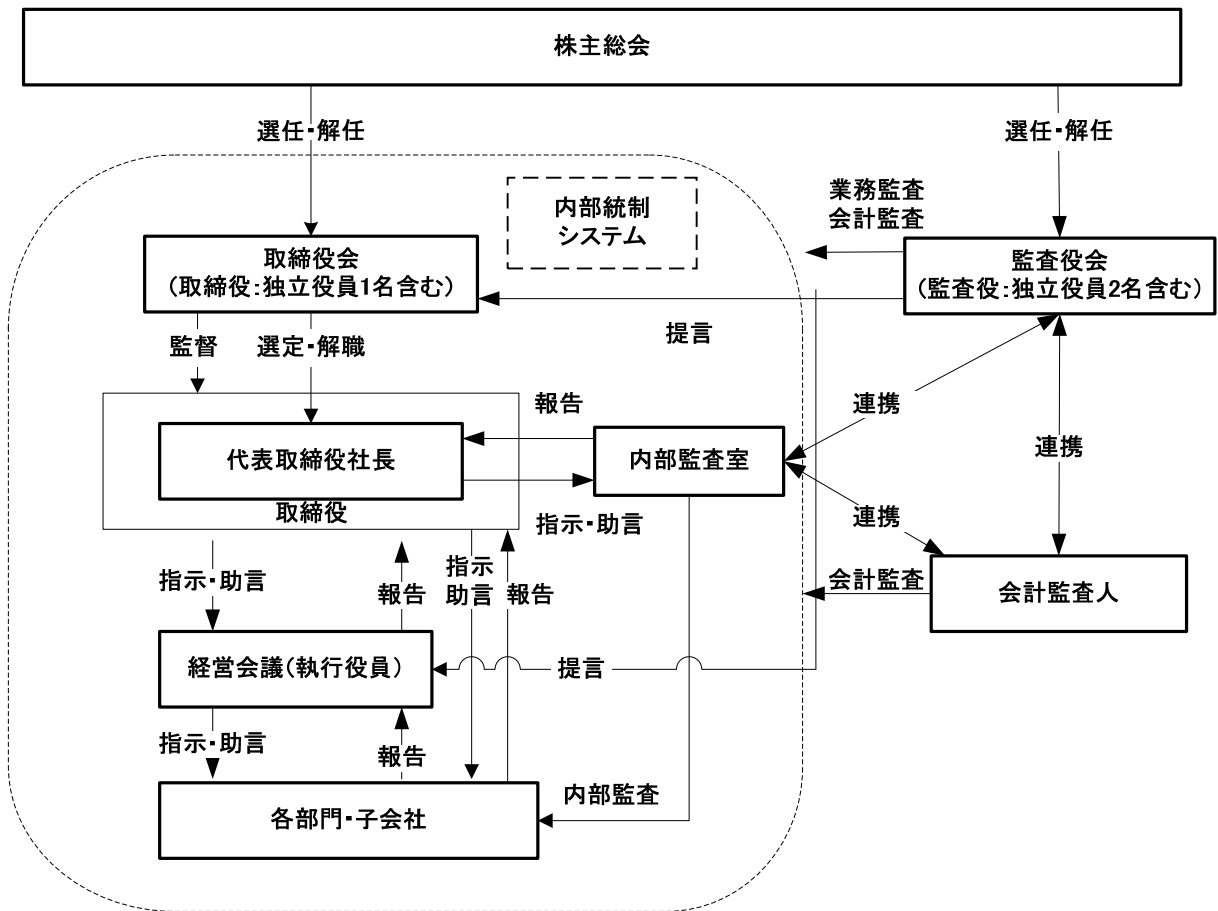 株主総会
選任・解任
選任・解任
業務監査
会計監査
内部統制
システム
取締役会
(取締役:独立役員1名含む)
監査役会
(監査役:独立役員2名含む)
提言
監督
選定・解職
報告
連携
代表取締役社長
内部監査室
連携
取締役
指示・助言
連携
指示・助言
報告
指示
助言
報告
会計監査
会計監査人
経営会議(執行役員)
提言
指示・助言
報告
内部監査
各部門・子会社